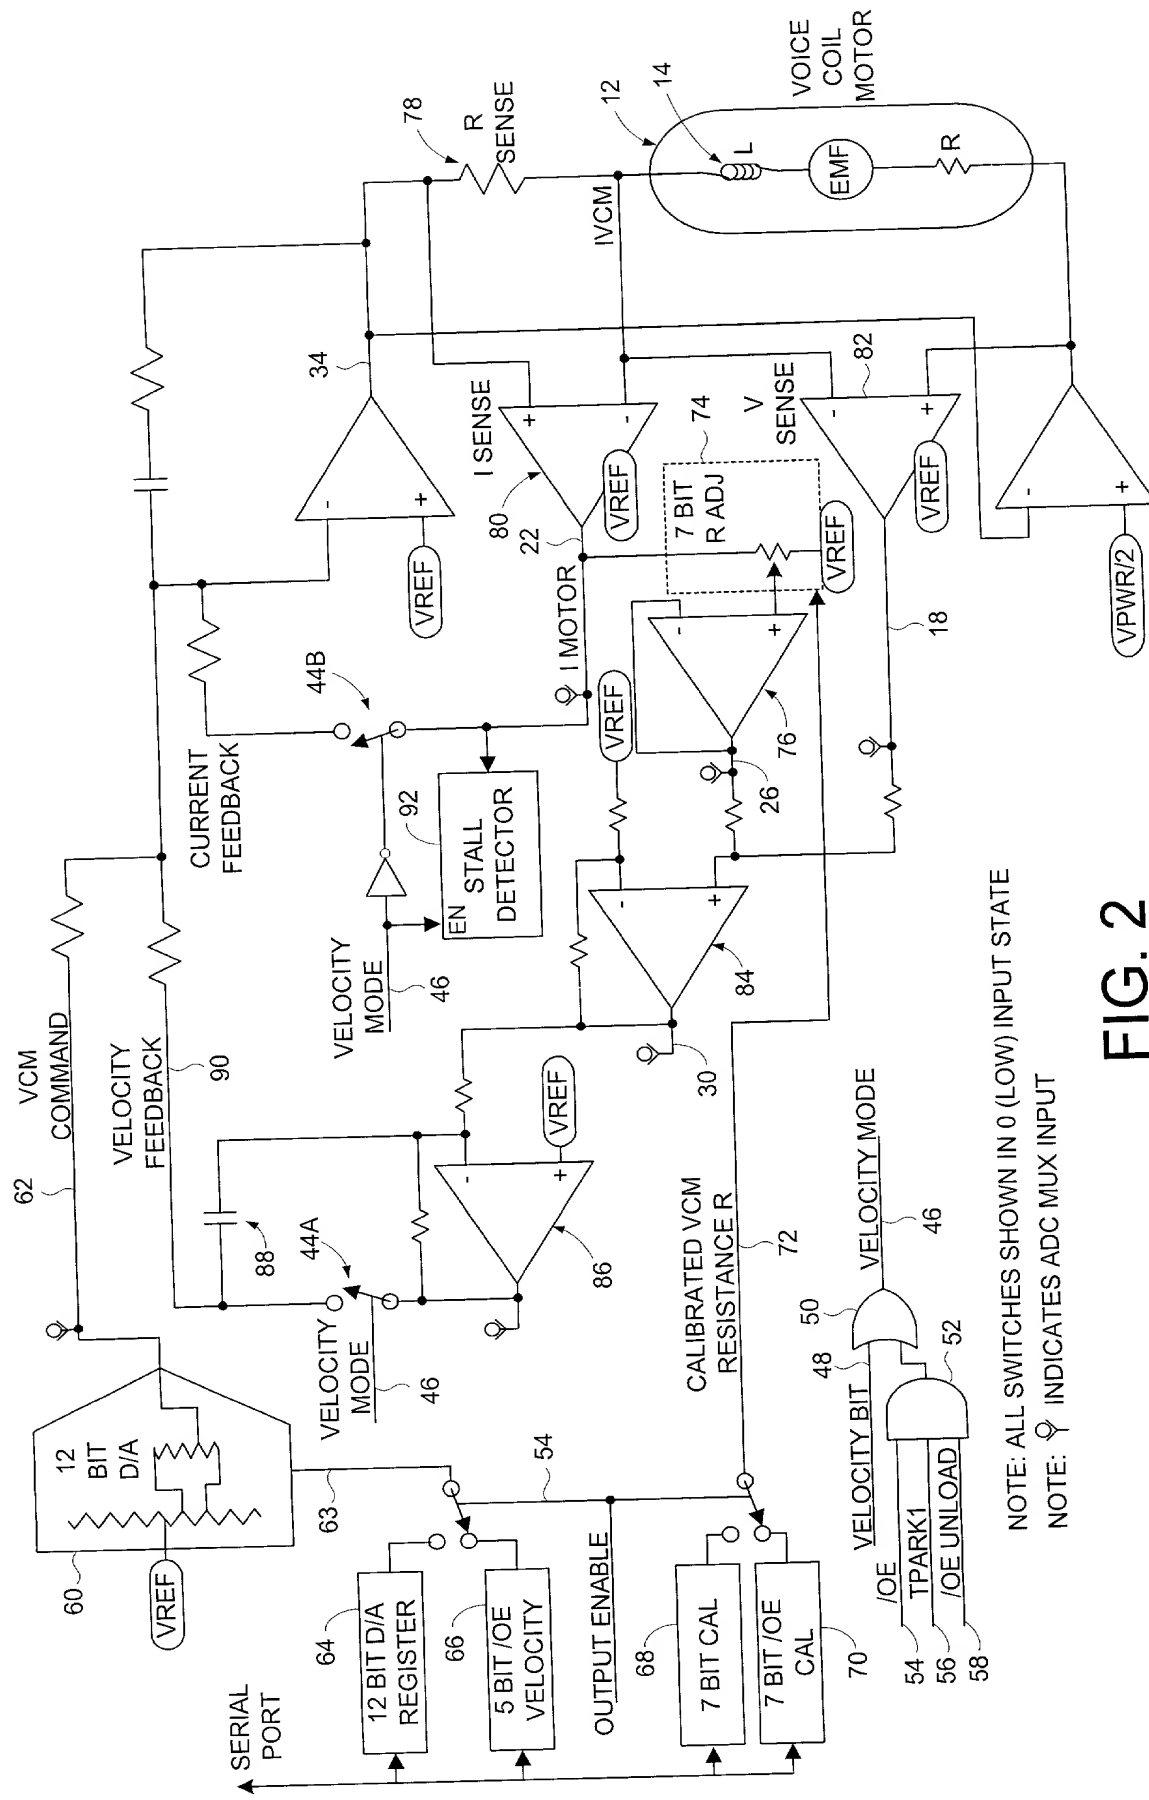 SERIAL
PORT
60
VREF
12
BIT
D/A
63
64
12 BIT D/A
REGISTER
66
5 BIT /OE
VELOCITY
54
OUTPUT ENABLE
68
7 BIT CAL
7 BIT /OE
CAL
70
62
VCM
COMMAND
VELOCITY
FEEDBACK
90
88
44A
VELOCITY
MODE
46
-
+
86
VREF
CALIBRATED VCM
RESISTANCE R
72
30
CURRENT
FEEDBACK
44B
VELOCITY
MODE
46
92
EN
STALL
DETECTOR
-
+
84
VREF
I MOTOR
22
-
+
76
26
7 BIT
R ADJ
74
VREF
18
34
-
+
VREF
I SENSE
+
-
80
VREF
V
SENSE
-
+
82
VREF
-
+
VPWR/2
78
R
SENSE
IVCM
12
14
L
EMF
R
VOICE
COIL
MOTOR
VELOCITY BIT
48
50
VELOCITY MODE
46
/OE
TPARK1
/OE UNLOAD
52
54
56
58
NOTE: ALL SWITCHES SHOWN IN 0 (LOW) INPUT STATE
NOTE: INDICATES ADC MUX INPUT
FIG. 2